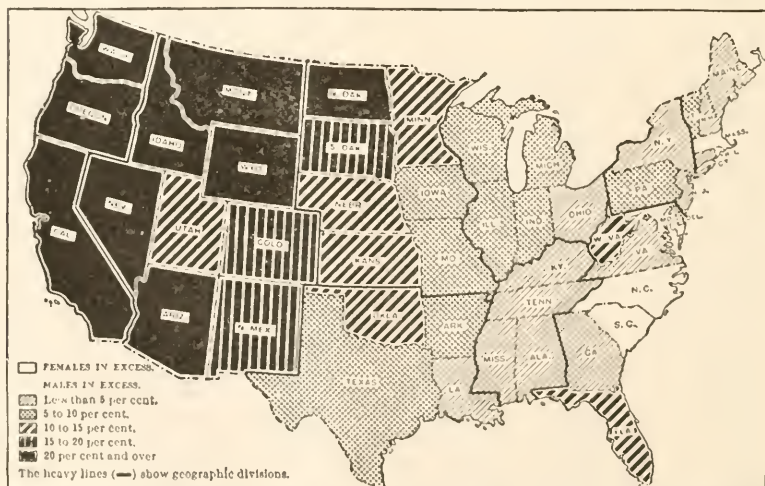 WASH.
MONT.
N. DAK.
MINN.
MAINE
OREGON
IDAHO
S. DAK.
WIS.
MICH.
N.Y.
MASS.
WYO.
IOWA
NEBR.
PA.
N.J.
NEV.
UTAH
COLO.
KANS.
MO.
ILL.
IND.
OHIO
W. VA.
VA.
CAL.
KY.
N.C.
TENN.
ARIZ.
N. MEX.
OKLA.
ARK.
S.C.
MISS.
ALA.
GA.
TEXAS
LA.
FLA.
FEMALES IN EXCESS.
MALES IN EXCESS.
Less than 5 per cent.
5 to 10 per cent.
10 to 15 per cent.
15 to 20 per cent.
20 per cent and over
The heavy lines (━) show geographic divisions.